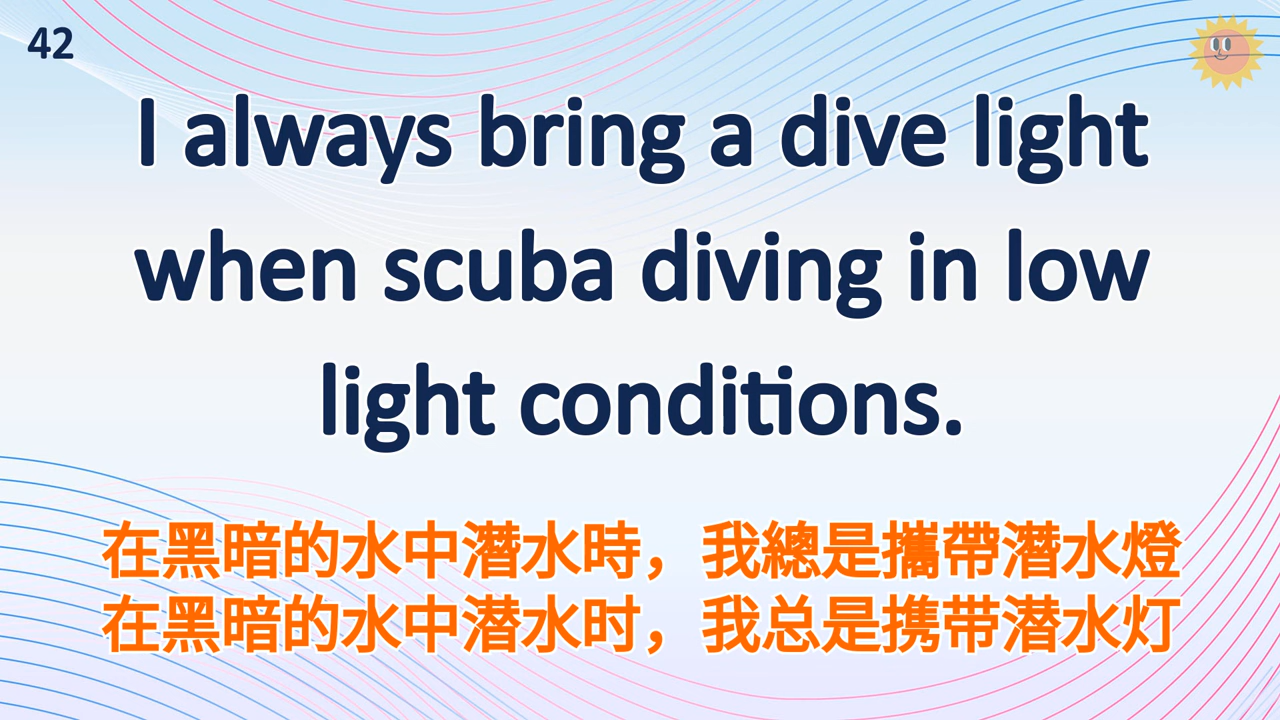 42
I always bring a dive light
when scuba diving in low
light conditions.
在黑暗的水中潛水時，我總是攜帶潛水燈
在黑暗的水中潜水时，我总是携带潜水灯